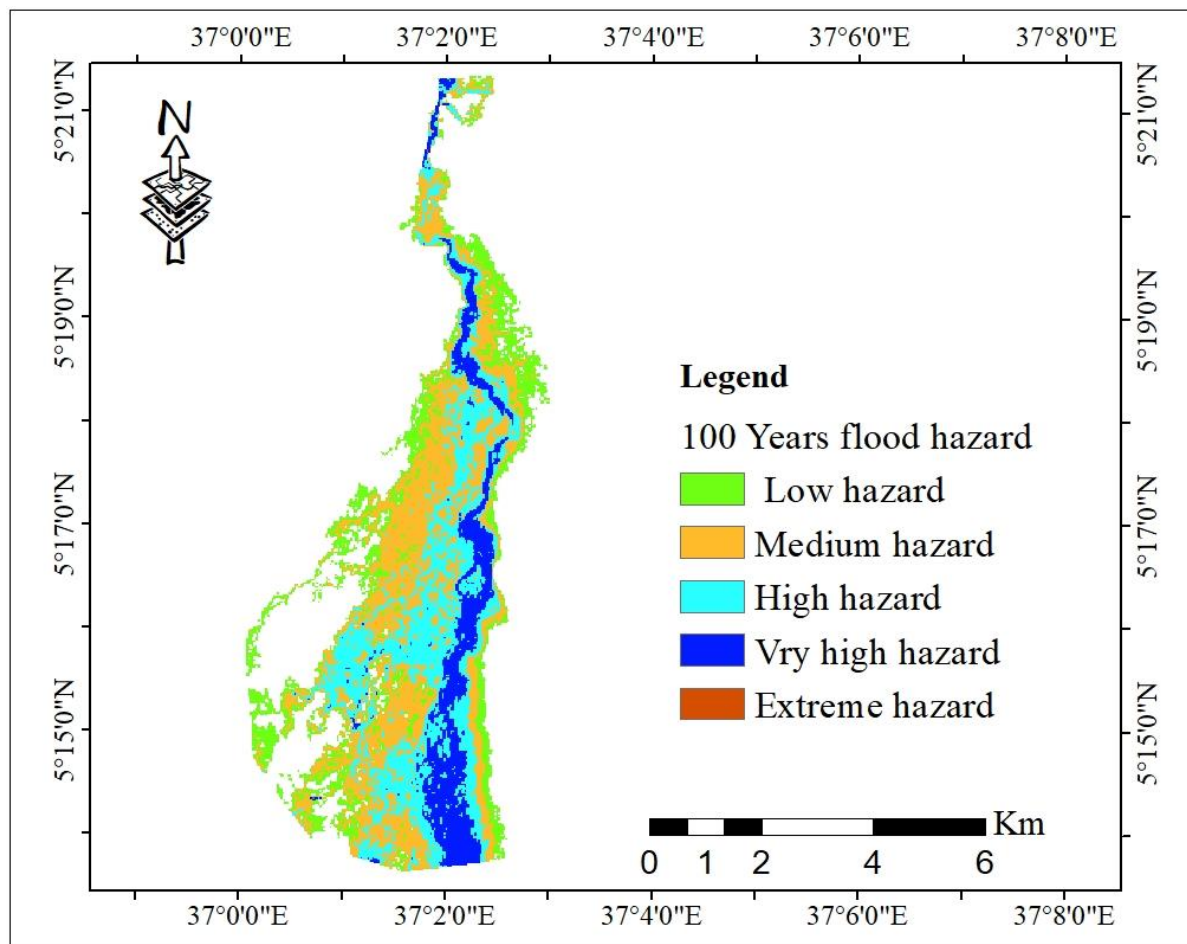 37°0'0"E 37°2'0"E 37°4'0"E 37°6'0"E 37°8'0"E
5°21'0"N
5°19'0"N
5°17'0"N
5°15'0"N
N
Legend
100 Years flood hazard
Low hazard
Medium hazard
High hazard
Vry high hazard
Extreme hazard
Km
0 1 2 4 6
5°21'0"N
5°19'0"N
5°17'0"N
5°15'0"N
37°0'0"E 37°2'0"E 37°4'0"E 37°6'0"E 37°8'0"E